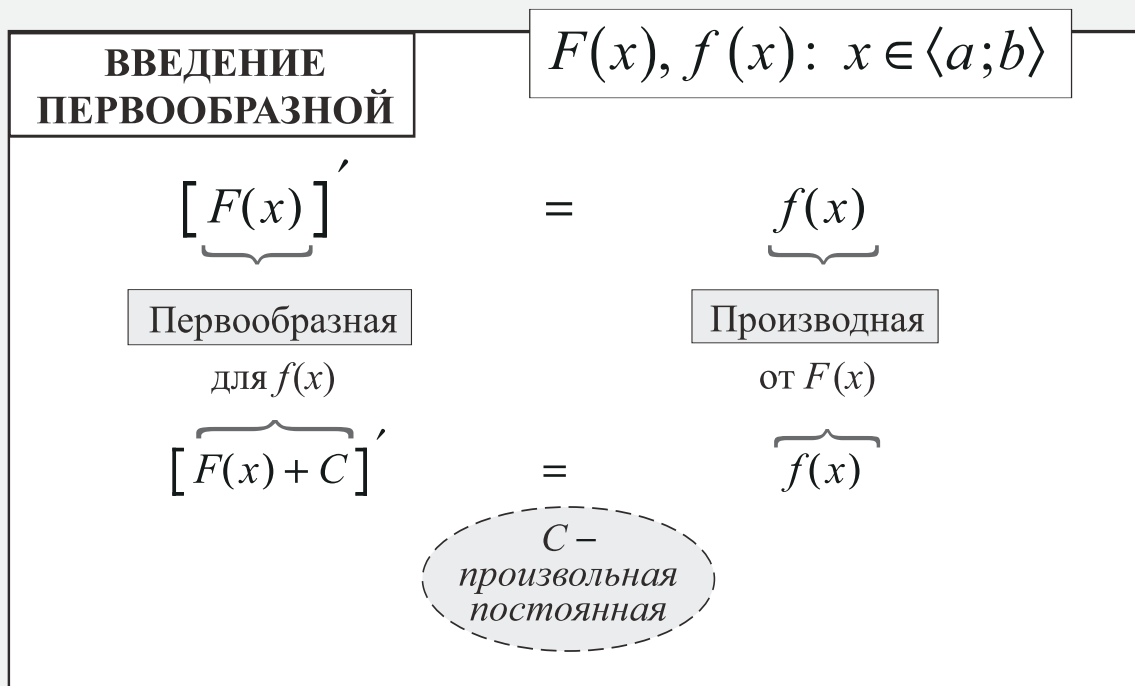 F(x), f(x): x ∈ ⟨a;b⟩
ВВЕДЕНИЕ
ПЕРВООБРАЗНОЙ
[F(x)]′ = f(x)
Первообразная Производная
для f(x) от F(x)
[F(x) + C]′ = f(x)
C –
произвольная
постоянная